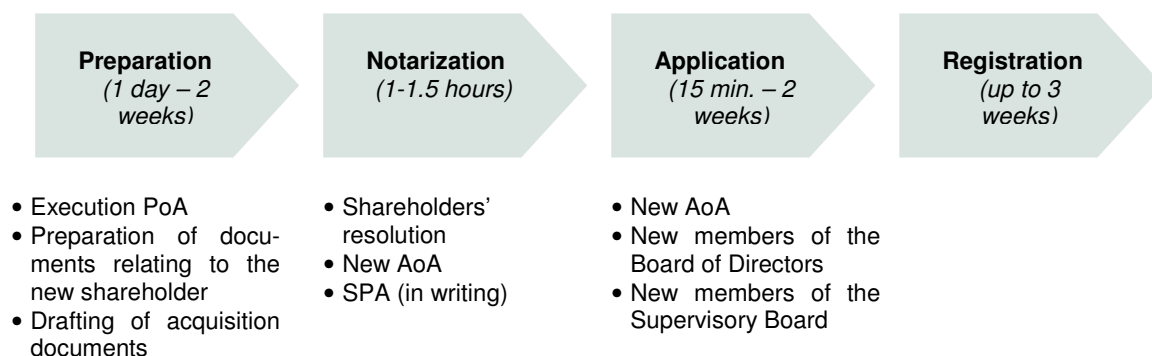 Preparation
(1 day – 2
weeks)
Notarization
(1-1.5 hours)
Application
(15 min. – 2
weeks)
Registration
(up to 3
weeks)
• Execution PoA
• Preparation of docu-
ments relating to the
new shareholder
• Drafting of acquisition
documents
• Shareholders'
resolution
• New AoA
• SPA (in writing)
• New AoA
• New members of the
Board of Directors
• New members of the
Supervisory Board